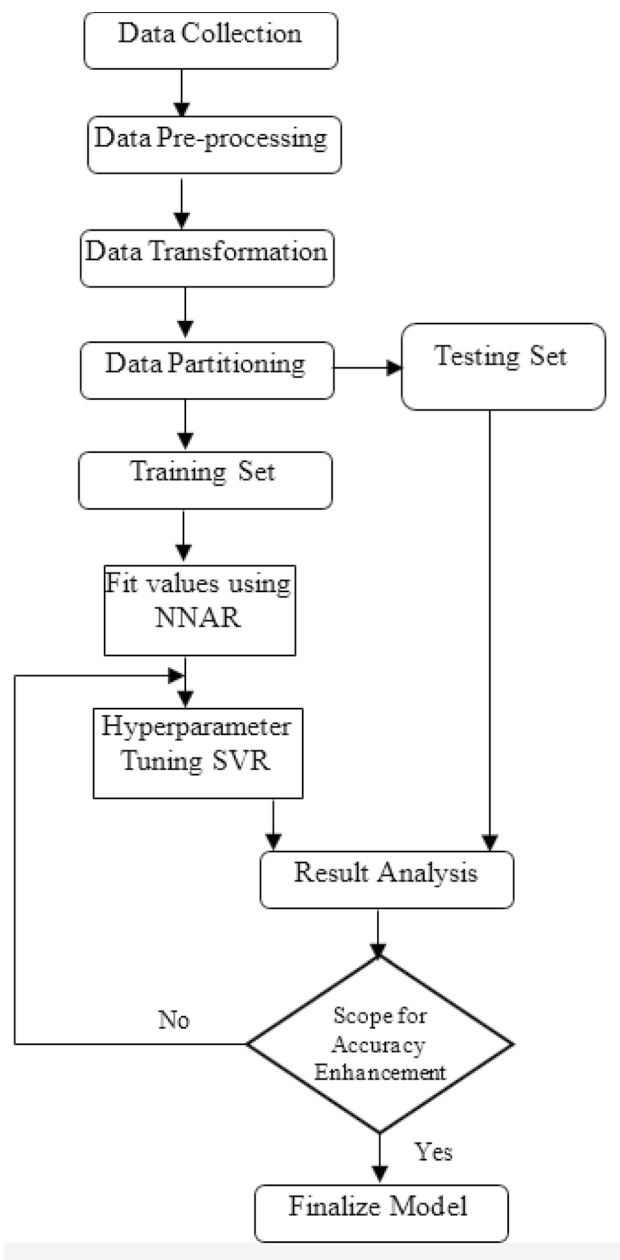 Data Collection
Data Pre-processing
Data Transformation
Data Partitioning
Testing Set
Training Set
Fit values using
NNAR
Hyperparameter
Tuning SVR
Result Analysis
No
Scope for
Accuracy
Enhancement
Yes
Finalize Model